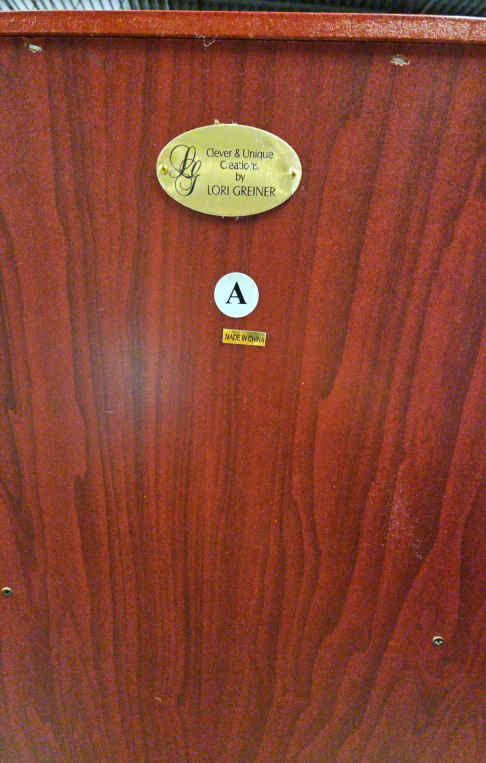 LG
Clever & Unique
Creations
by
LORI GREINER
A
MADE IN CHINA